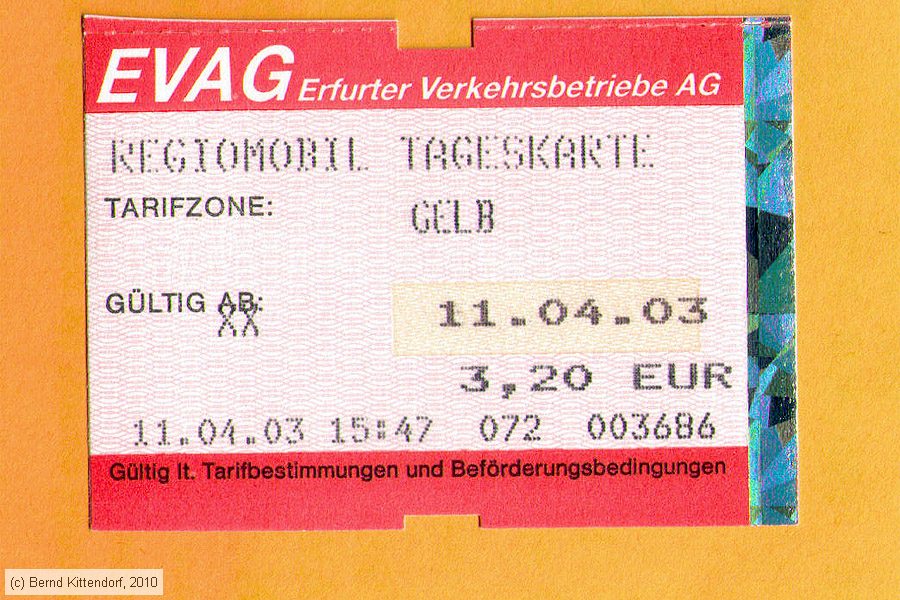 EVAG Erfurter Verkehrsbetriebe AG
REGIOMOBIL TAGESKARTE
TARIFZONE: GELB
GÜLTIG AB: 11.04.03
XX
3,20 EUR
11.04.03 15:47 072 003686
Gültig lt. Tarifbestimmungen und Beförderungsbedingungen
(c) Bernd Kittendorf, 2010